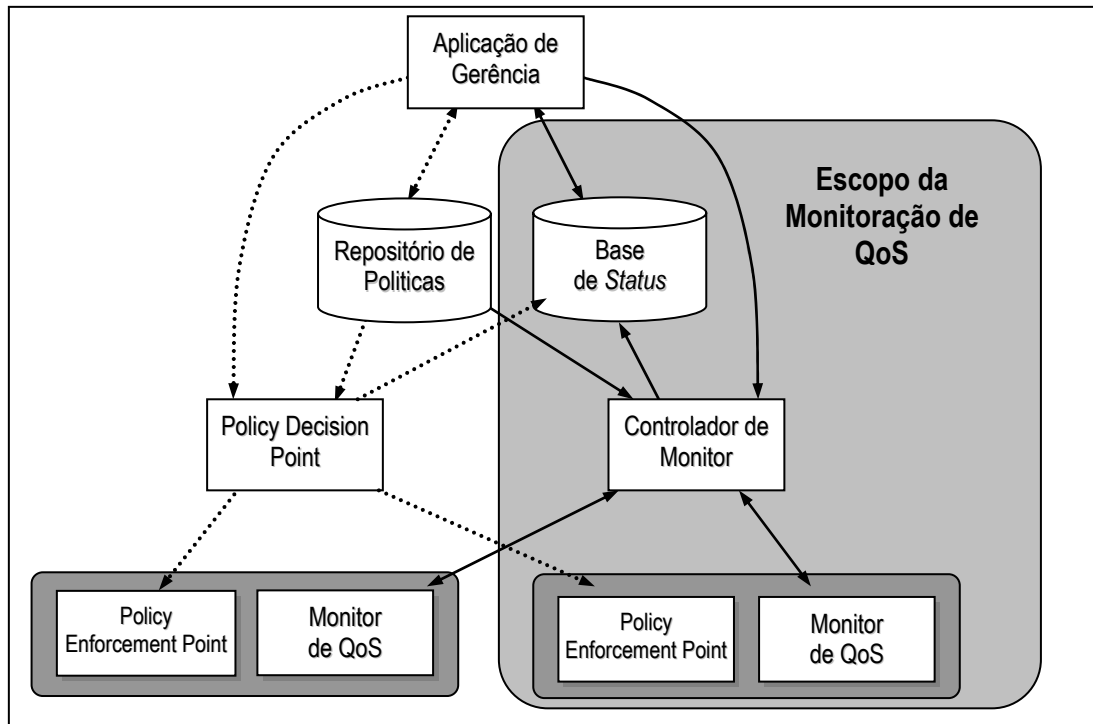 Aplicação de
Gerência
Escopo da
Monitoração de
QoS
Repositório de
Politicas
Base
de Status
Policy Decision
Point
Controlador de
Monitor
Policy
Enforcement Point
Monitor
de QoS
Policy
Enforcement Point
Monitor
de QoS